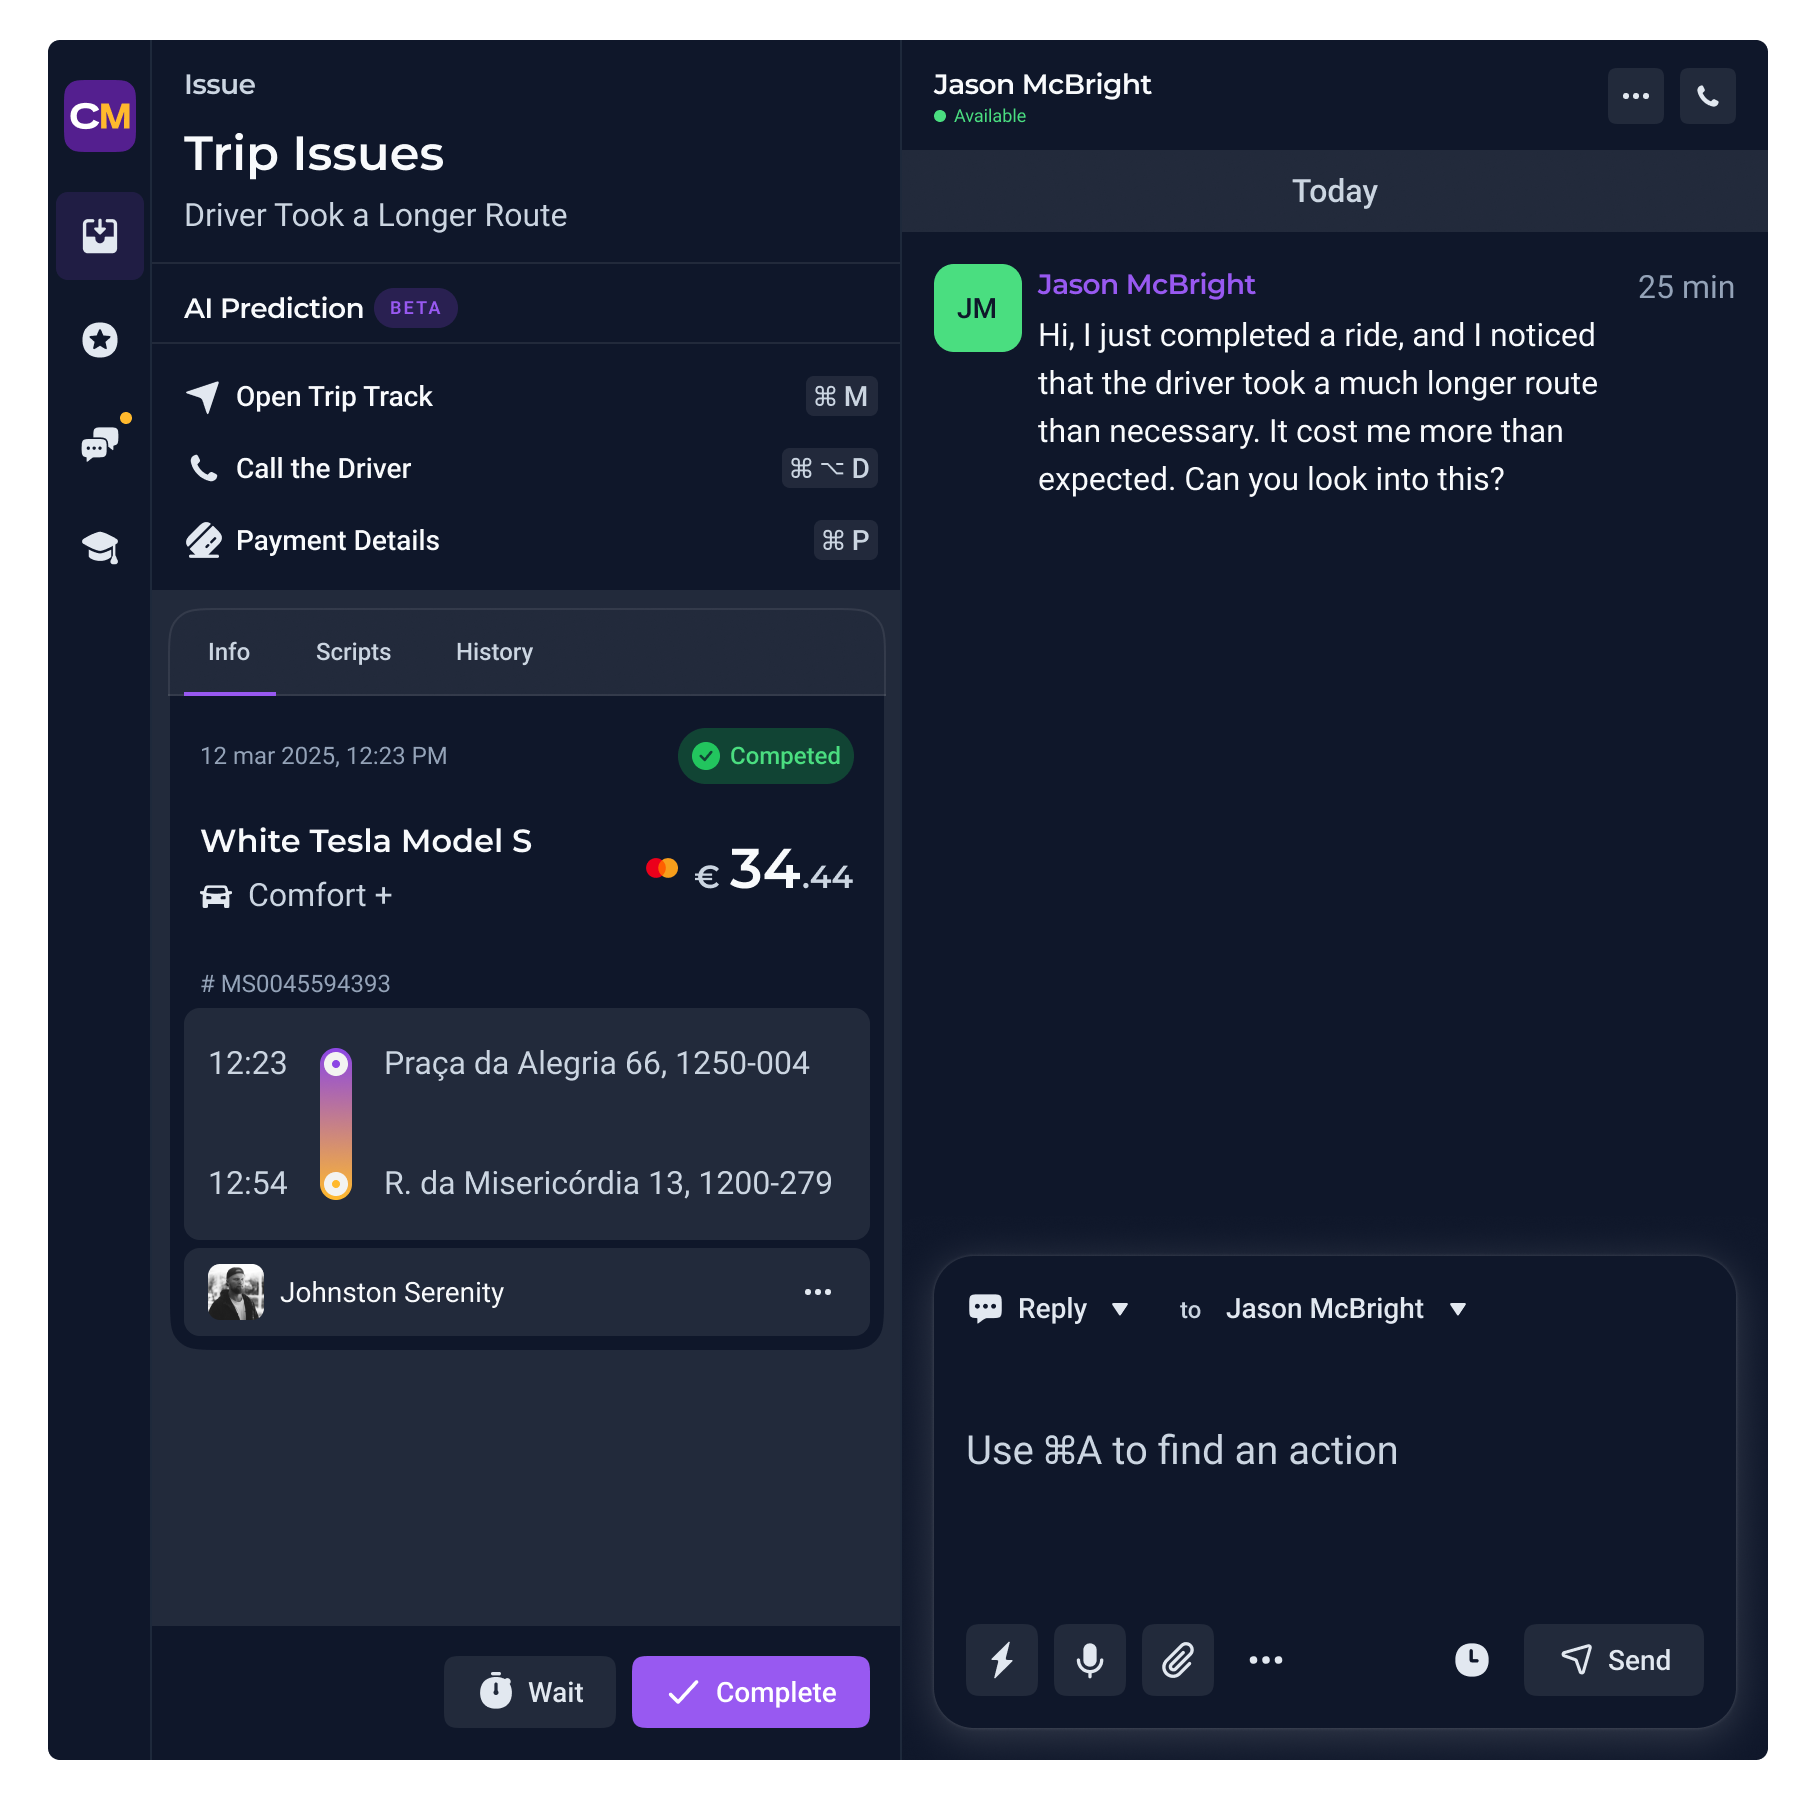 CM
Issue
Trip Issues
Driver Took a Longer Route
AI Prediction BETA
Open Trip Track ⌘ M
Call the Driver ⌘ ⌥ D
Payment Details ⌘ P
Info Scripts History
12 mar 2025, 12:23 PM Competed
White Tesla Model S
Comfort +
€ 34.44
# MS0045594393
12:23 Praça da Alegria 66, 1250-004
12:54 R. da Misericórdia 13, 1200-279
Johnston Serenity
Wait Complete
Jason McBright
Available
Today
JM
Jason McBright 25 min
Hi, I just completed a ride, and I noticed
that the driver took a much longer route
than necessary. It cost me more than
expected. Can you look into this?
Reply to Jason McBright
Use ⌘A to find an action
Send